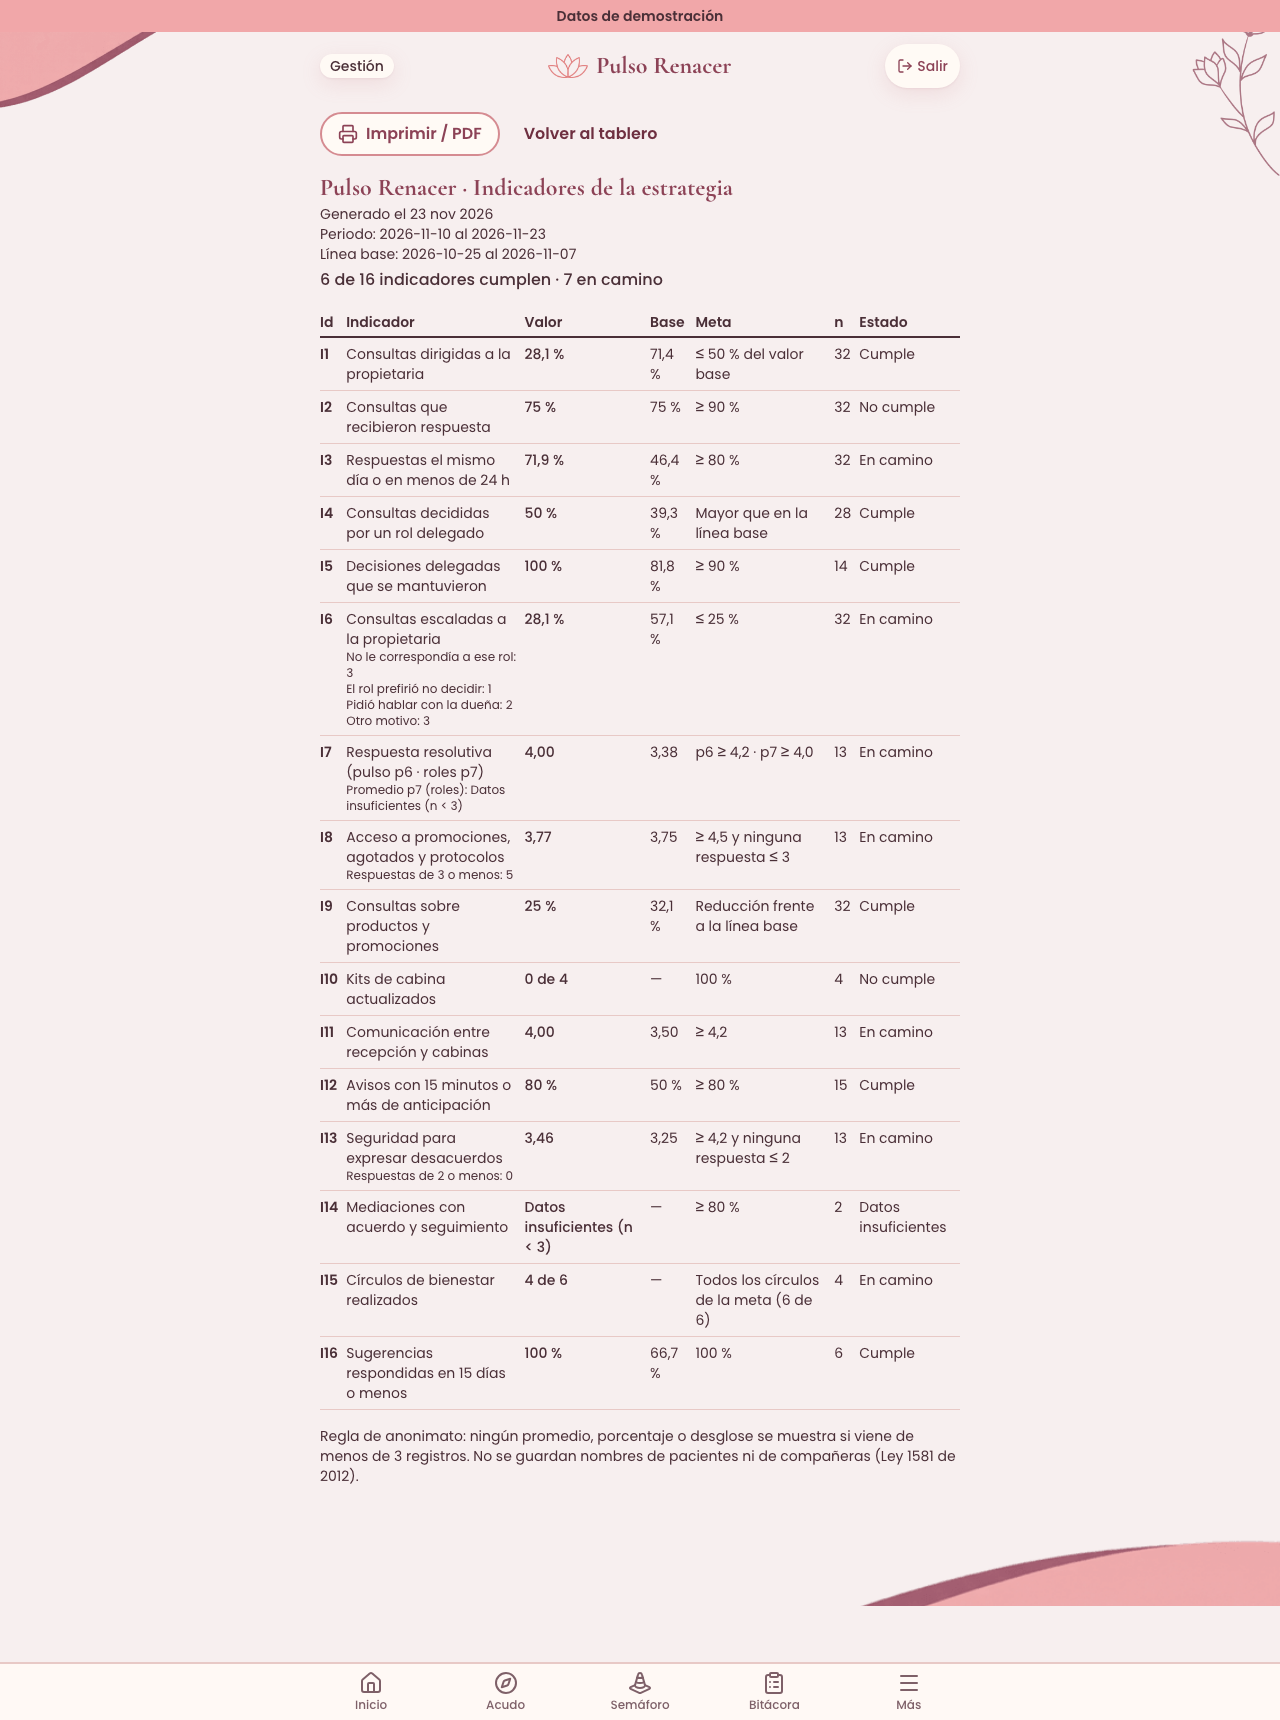 Datos de demostración
Gestión
Pulso Renacer
Salir
Imprimir / PDF
Volver al tablero
Pulso Renacer · Indicadores de la estrategia
Generado el 23 nov 2026
Periodo: 2026-11-10 al 2026-11-23
Línea base: 2026-10-25 al 2026-11-07
6 de 16 indicadores cumplen · 7 en camino
Id Indicador Valor Base Meta n Estado
I1 Consultas dirigidas a la 28,1 % 71,4 ≤ 50 % del valor 32 Cumple
propietaria % base
I2 Consultas que 75 % 75 % ≥ 90 % 32 No cumple
recibieron respuesta
I3 Respuestas el mismo 71,9 % 46,4 ≥ 80 % 32 En camino
día o en menos de 24 h %
I4 Consultas decididas 50 % 39,3 Mayor que en la 28 Cumple
por un rol delegado % línea base
I5 Decisiones delegadas 100 % 81,8 ≥ 90 % 14 Cumple
que se mantuvieron %
I6 Consultas escaladas a 28,1 % 57,1 ≤ 25 % 32 En camino
la propietaria %
No le correspondía a ese rol:
3
El rol prefirió no decidir: 1
Pidió hablar con la dueña: 2
Otro motivo: 3
I7 Respuesta resolutiva 4,00 3,38 p6 ≥ 4,2 · p7 ≥ 4,0 13 En camino
(pulso p6 · roles p7)
Promedio p7 (roles): Datos
insuficientes (n < 3)
I8 Acceso a promociones, 3,77 3,75 ≥ 4,5 y ninguna 13 En camino
agotados y protocolos respuesta ≤ 3
Respuestas de 3 o menos: 5
I9 Consultas sobre 25 % 32,1 Reducción frente 32 Cumple
productos y % a la línea base
promociones
I10 Kits de cabina 0 de 4 — 100 % 4 No cumple
actualizados
I11 Comunicación entre 4,00 3,50 ≥ 4,2 13 En camino
recepción y cabinas
I12 Avisos con 15 minutos o 80 % 50 % ≥ 80 % 15 Cumple
más de anticipación
I13 Seguridad para 3,46 3,25 ≥ 4,2 y ninguna 13 En camino
expresar desacuerdos respuesta ≤ 2
Respuestas de 2 o menos: 0
I14 Mediaciones con Datos — ≥ 80 % 2 Datos
acuerdo y seguimiento insuficientes (n insuficientes
< 3)
I15 Círculos de bienestar 4 de 6 — Todos los círculos 4 En camino
realizados de la meta (6 de
6)
I16 Sugerencias 100 % 66,7 100 % 6 Cumple
respondidas en 15 días %
o menos
Regla de anonimato: ningún promedio, porcentaje o desglose se muestra si viene de
menos de 3 registros. No se guardan nombres de pacientes ni de compañeras (Ley 1581 de
2012).
Inicio Acudo Semáforo Bitácora Más